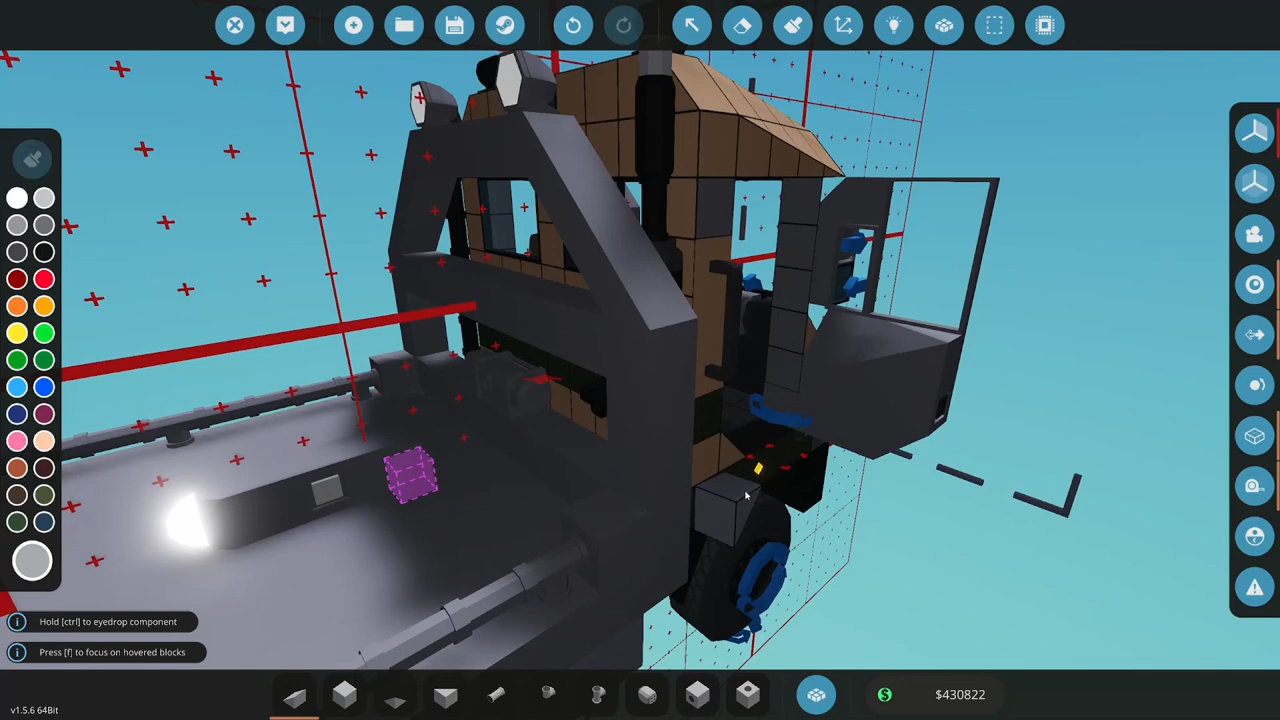 Hold [ctrl] to eyedrop component
Press [f] to focus on hovered blocks
$ $430822
v1.5.6 64Bit